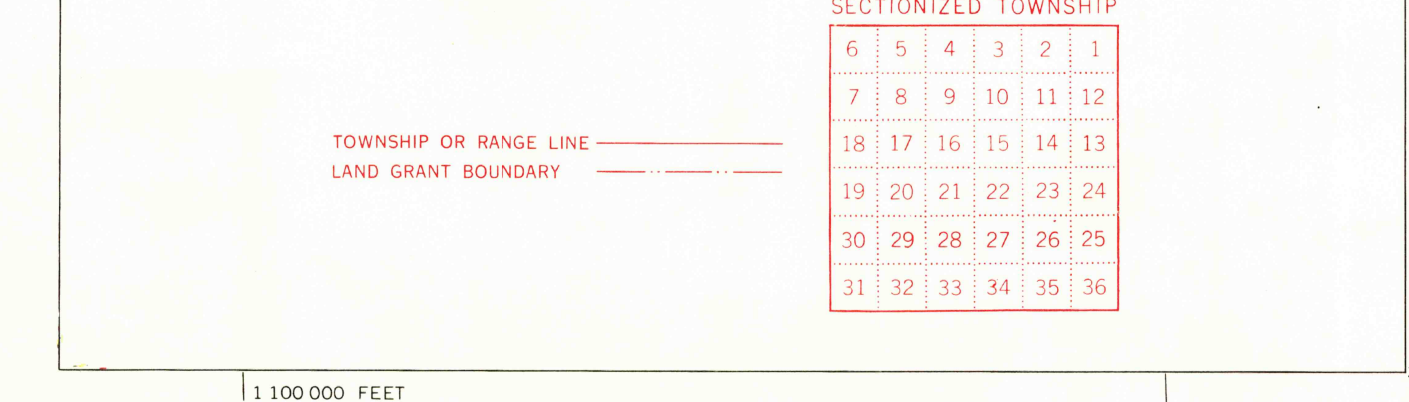 SECTIONIZED TOWNSHIP
6 5 4 3 2 1
7 8 9 10 11 12
TOWNSHIP OR RANGE LINE
18 17 16 15 14 13
LAND GRANT BOUNDARY
19 20 21 22 23 24
30 29 28 27 26 25
31 32 33 34 35 36
1 100 000 FEET